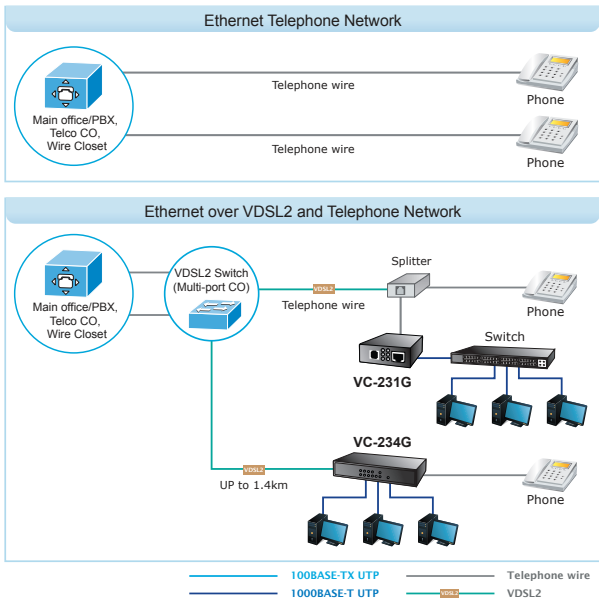 Ethernet Telephone Network
Telephone wire
Phone
Main office/PBX,
Telco CO,
Wire Closet
Telephone wire
Phone
Ethernet over VDSL2 and Telephone Network
Splitter
VDSL2 Switch
(Multi-port CO)
VDSL2
Telephone wire
Phone
Main office/PBX,
Telco CO,
Wire Closet
Switch
VC-231G
VC-234G
VDSL2
UP to 1.4km
Phone
100BASE-TX UTP
Telephone wire
1000BASE-T UTP
VDSL2
VDSL2